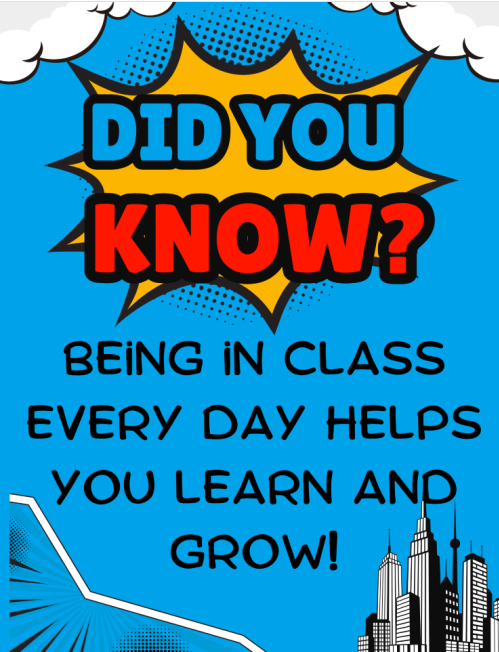 DID YOU
KNOW?
BEING IN CLASS
EVERY DAY HELPS
YOU LEARN AND
GROW!